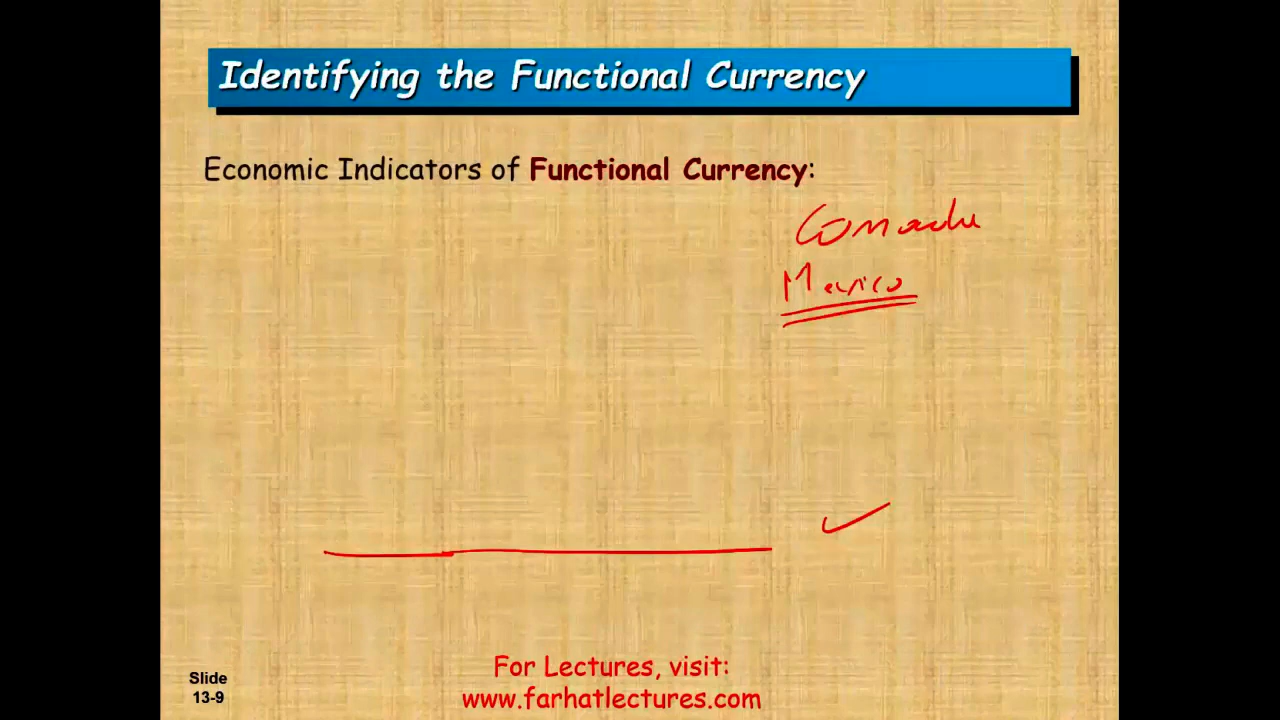 Identifying the Functional Currency
Economic Indicators of Functional Currency:
Mexico
For Lectures, visit:
www.farhatlectures.com
Slide
13-9